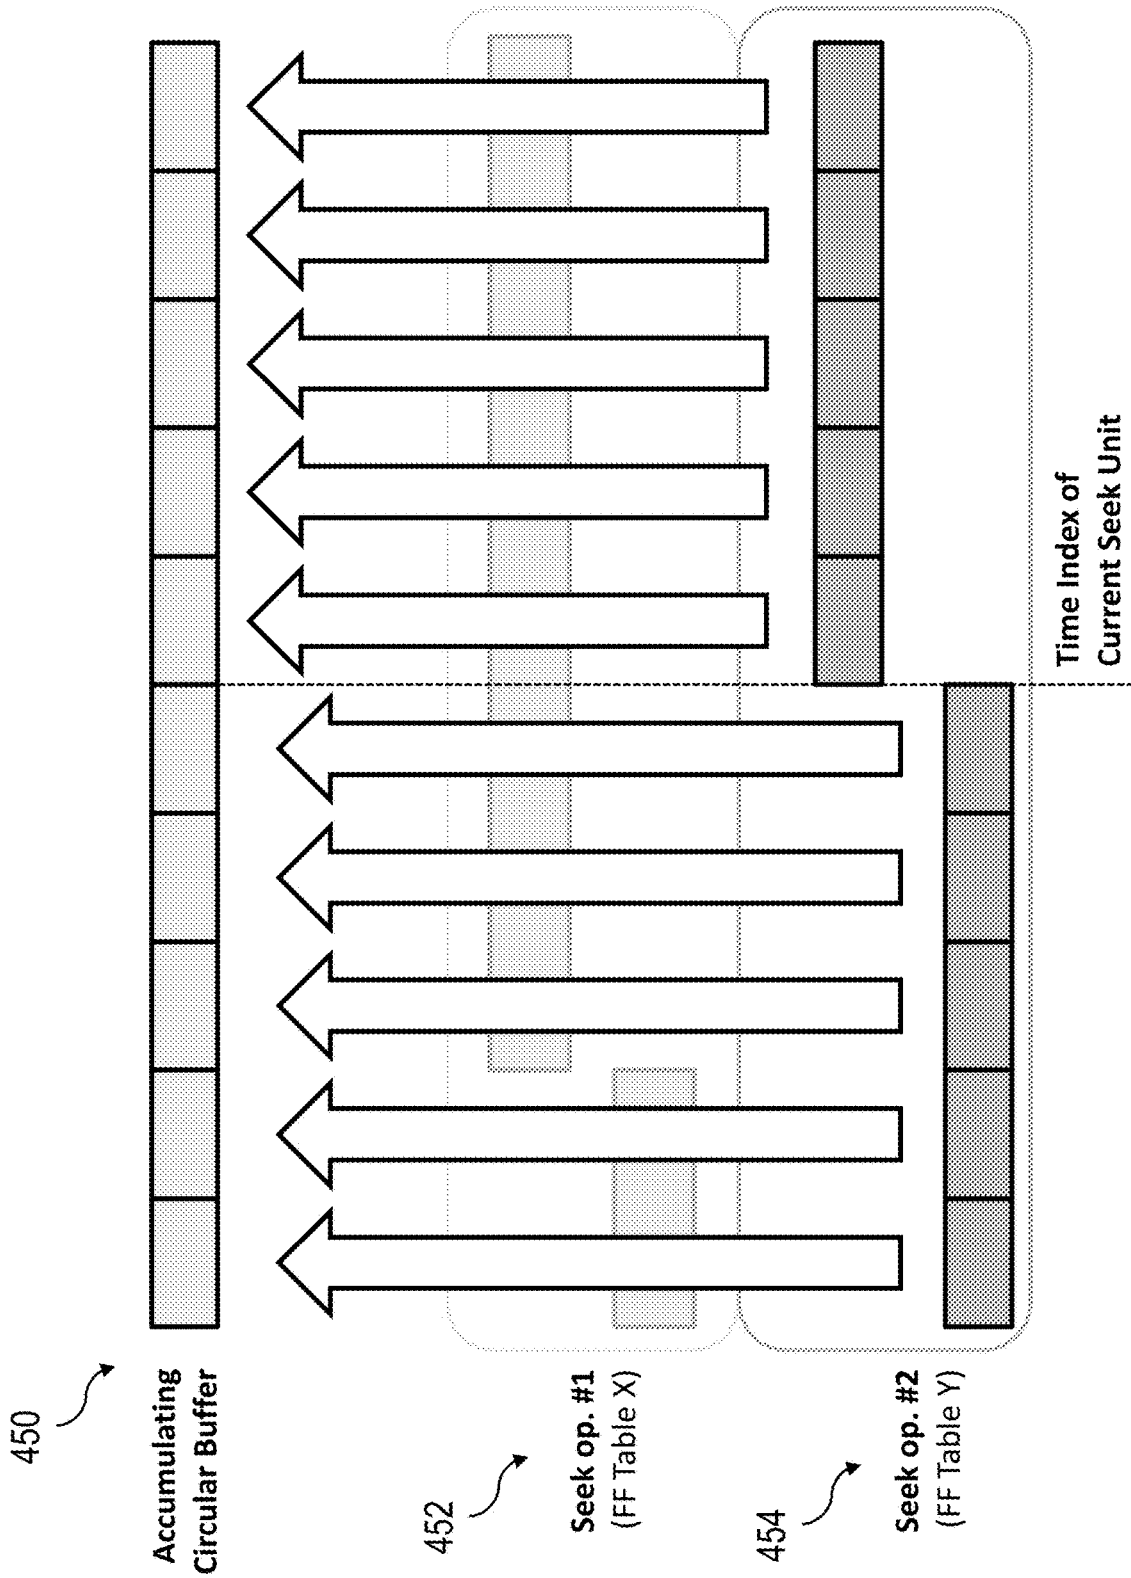 450
Accumulating
Circular Buffer
452
Seek op. #1
(FF Table X)
454
Seek op. #2
(FF Table Y)
Time Index of
Current Seek Unit